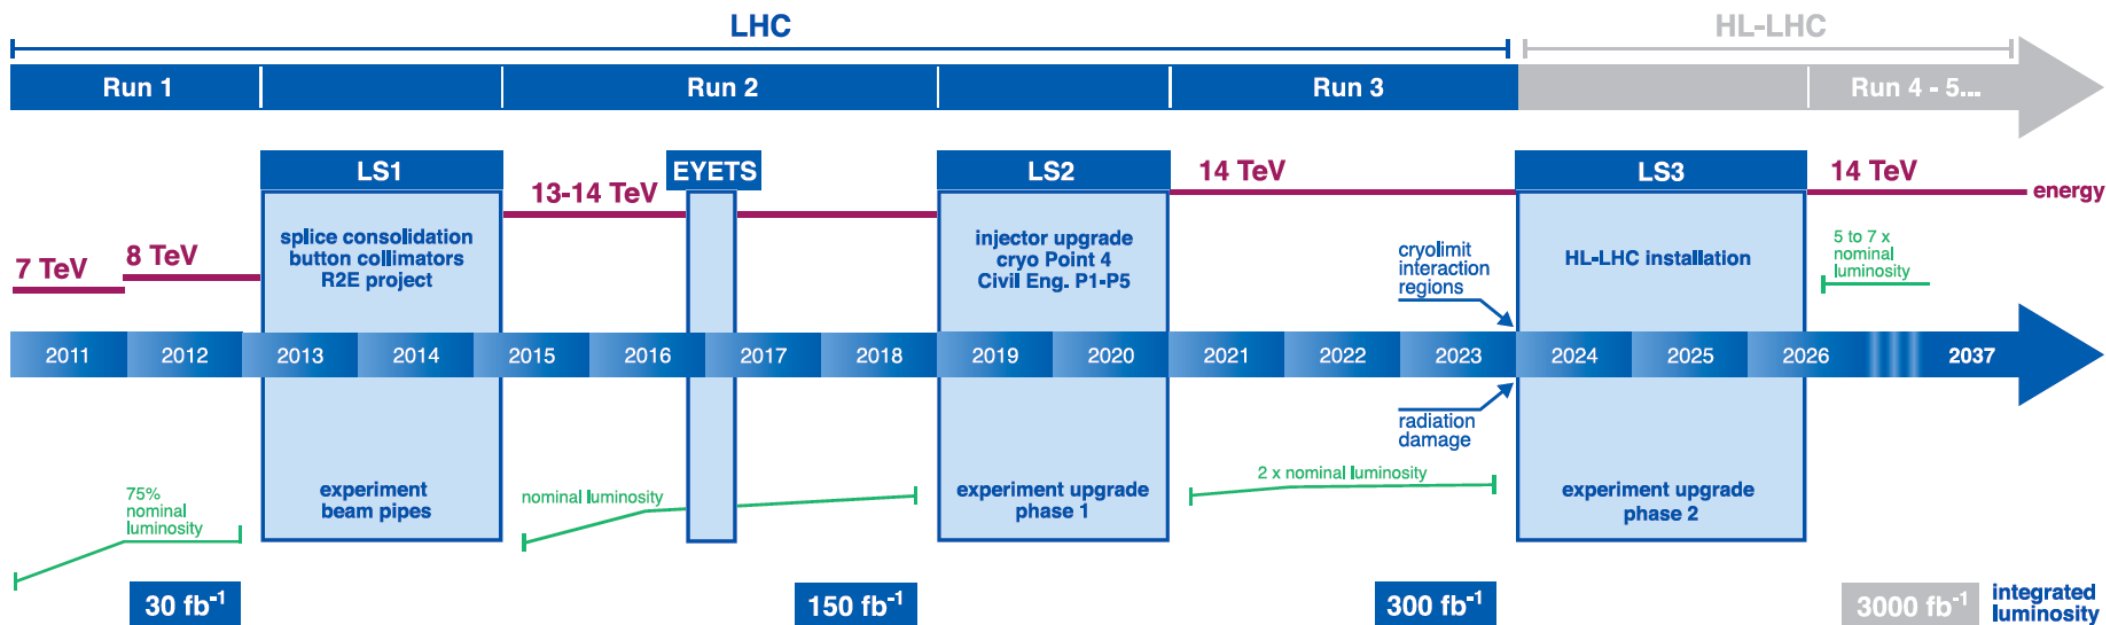 LHC
HL-LHC
Run 1
Run 2
Run 3
Run 4 - 5...
LS1
EYETS
LS2
LS3
7 TeV
8 TeV
13-14 TeV
14 TeV
14 TeV
energy
splice consolidation
button collimators
R2E project
injector upgrade
cryo Point 4
Civil Eng. P1-P5
cryolimit
interaction
regions
HL-LHC installation
5 to 7 x
nominal
luminosity
2011
2012
2013
2014
2015
2016
2017
2018
2019
2020
2021
2022
2023
2024
2025
2026
2037
radiation
damage
75%
nominal
luminosity
experiment
beam pipes
nominal luminosity
experiment upgrade
phase 1
2 x nominal luminosity
experiment upgrade
phase 2
30 fb⁻¹
150 fb⁻¹
300 fb⁻¹
3000 fb⁻¹
integrated
luminosity